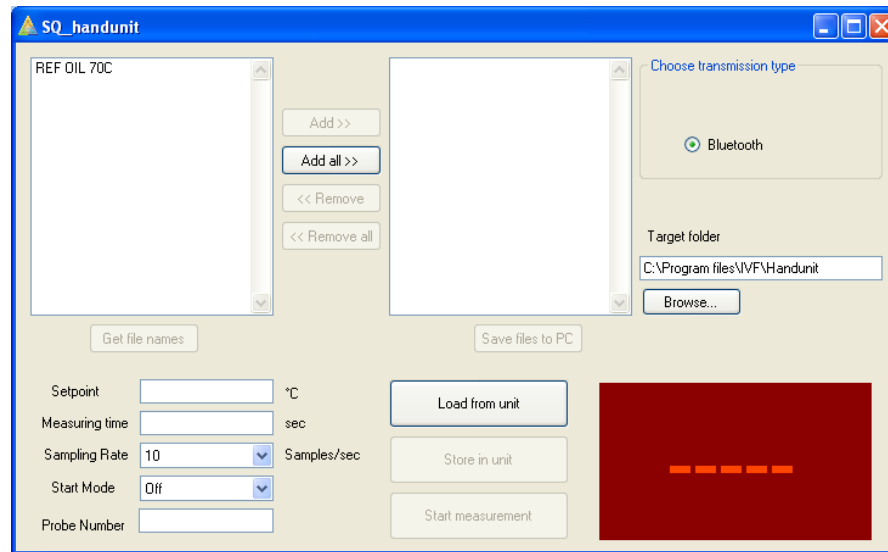 SQ_handunit
REF OIL 70C
Add >>
Add all >>
<< Remove
<< Remove all
Choose transmission type
Bluetooth
Target folder
C:\Program files\IVF\Handunit
Browse...
Get file names
Save files to PC
Setpoint °C
Measuring time sec
Sampling Rate 10 Samples/sec
Start Mode Off
Probe Number
Load from unit
Store in unit
Start measurement
-----